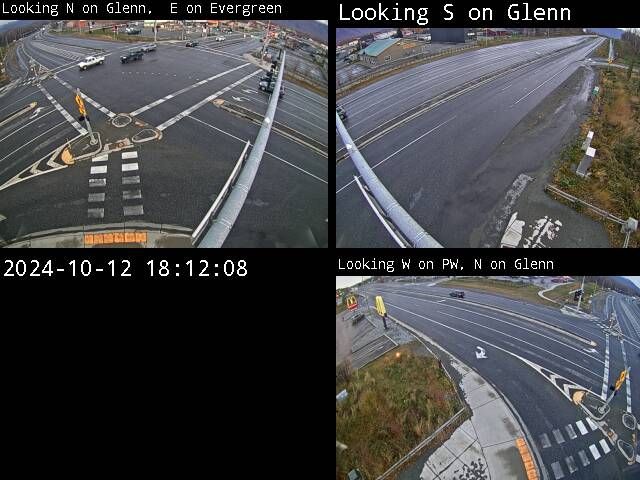 Looking N on Glenn,  E on Evergreen
Looking S on Glenn
2024-10-12 18:12:08
Looking W on PW, N on Glenn